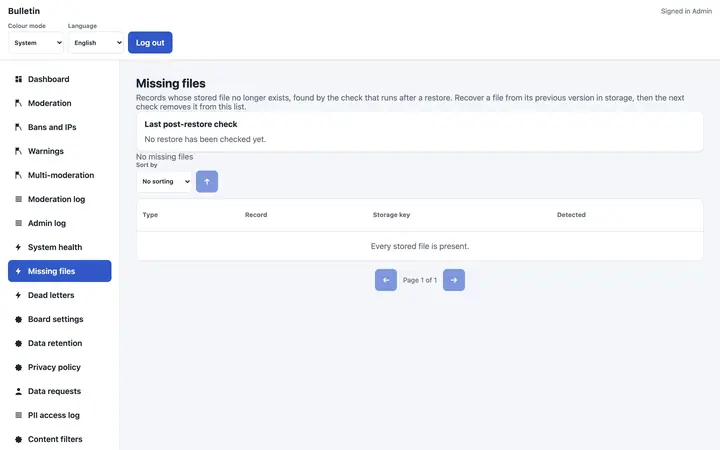 Bulletin
Signed in Admin
Colour mode
Language
System
English
Log out
Dashboard
Moderation
Bans and IPs
Warnings
Multi-moderation
Moderation log
Admin log
System health
Missing files
Dead letters
Board settings
Data retention
Privacy policy
Data requests
PII access log
Content filters
Missing files
Records whose stored file no longer exists, found by the check that runs after a restore. Recover a file from its previous version in storage, then the next
check removes it from this list.
Last post-restore check
No restore has been checked yet.
No missing files
Sort by
No sorting
Type Record Storage key Detected
Every stored file is present.
Page 1 of 1